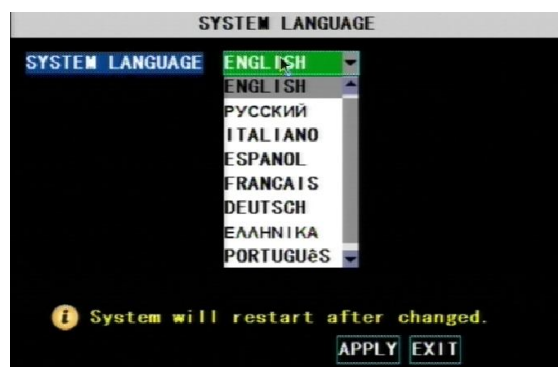 SYSTEM LANGUAGE
SYSTEM LANGUAGE ENGLISH
ENGLISH
РУССКИЙ
ITALIANO
ESPANOL
FRANCAIS
DEUTSCH
ΕΛΛΗΝΙΚΑ
PORTUGUêS
System will restart after changed.
APPLY EXIT